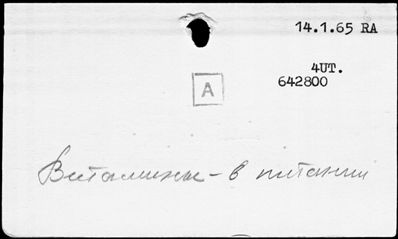 14.1.65 RA
4UT.
642800
A
Витамины - в питании